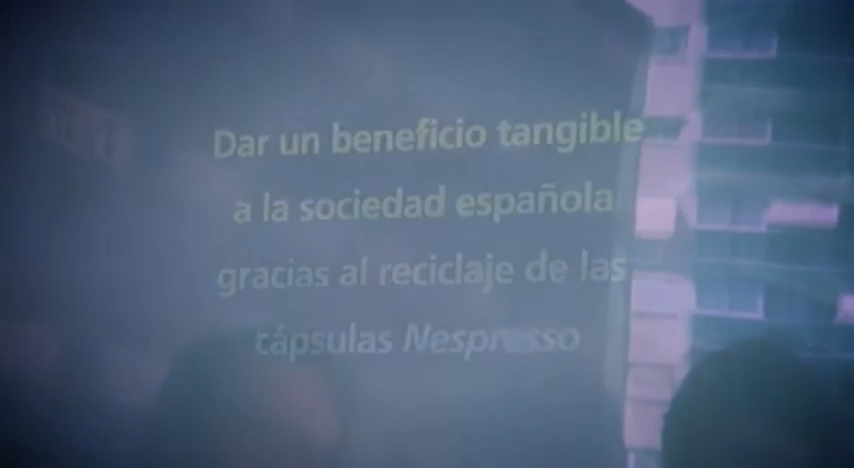 Dar un beneficio tangible
a la sociedad española
gracias al reciclaje de las
cápsulas Nespresso